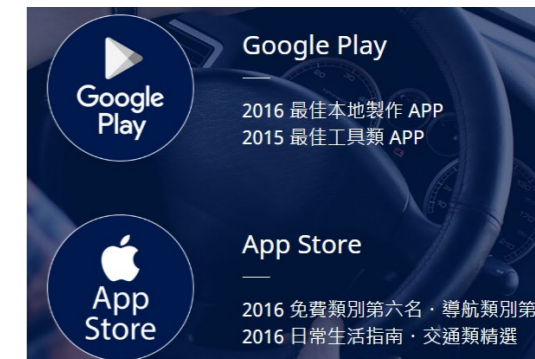 Google
Play
Google Play
2016 最佳本地製作 APP
2015 最佳工具類 APP
App
Store
App Store
2016 免費類別第六名．導航類別第
2016 日常生活指南．交通類精選